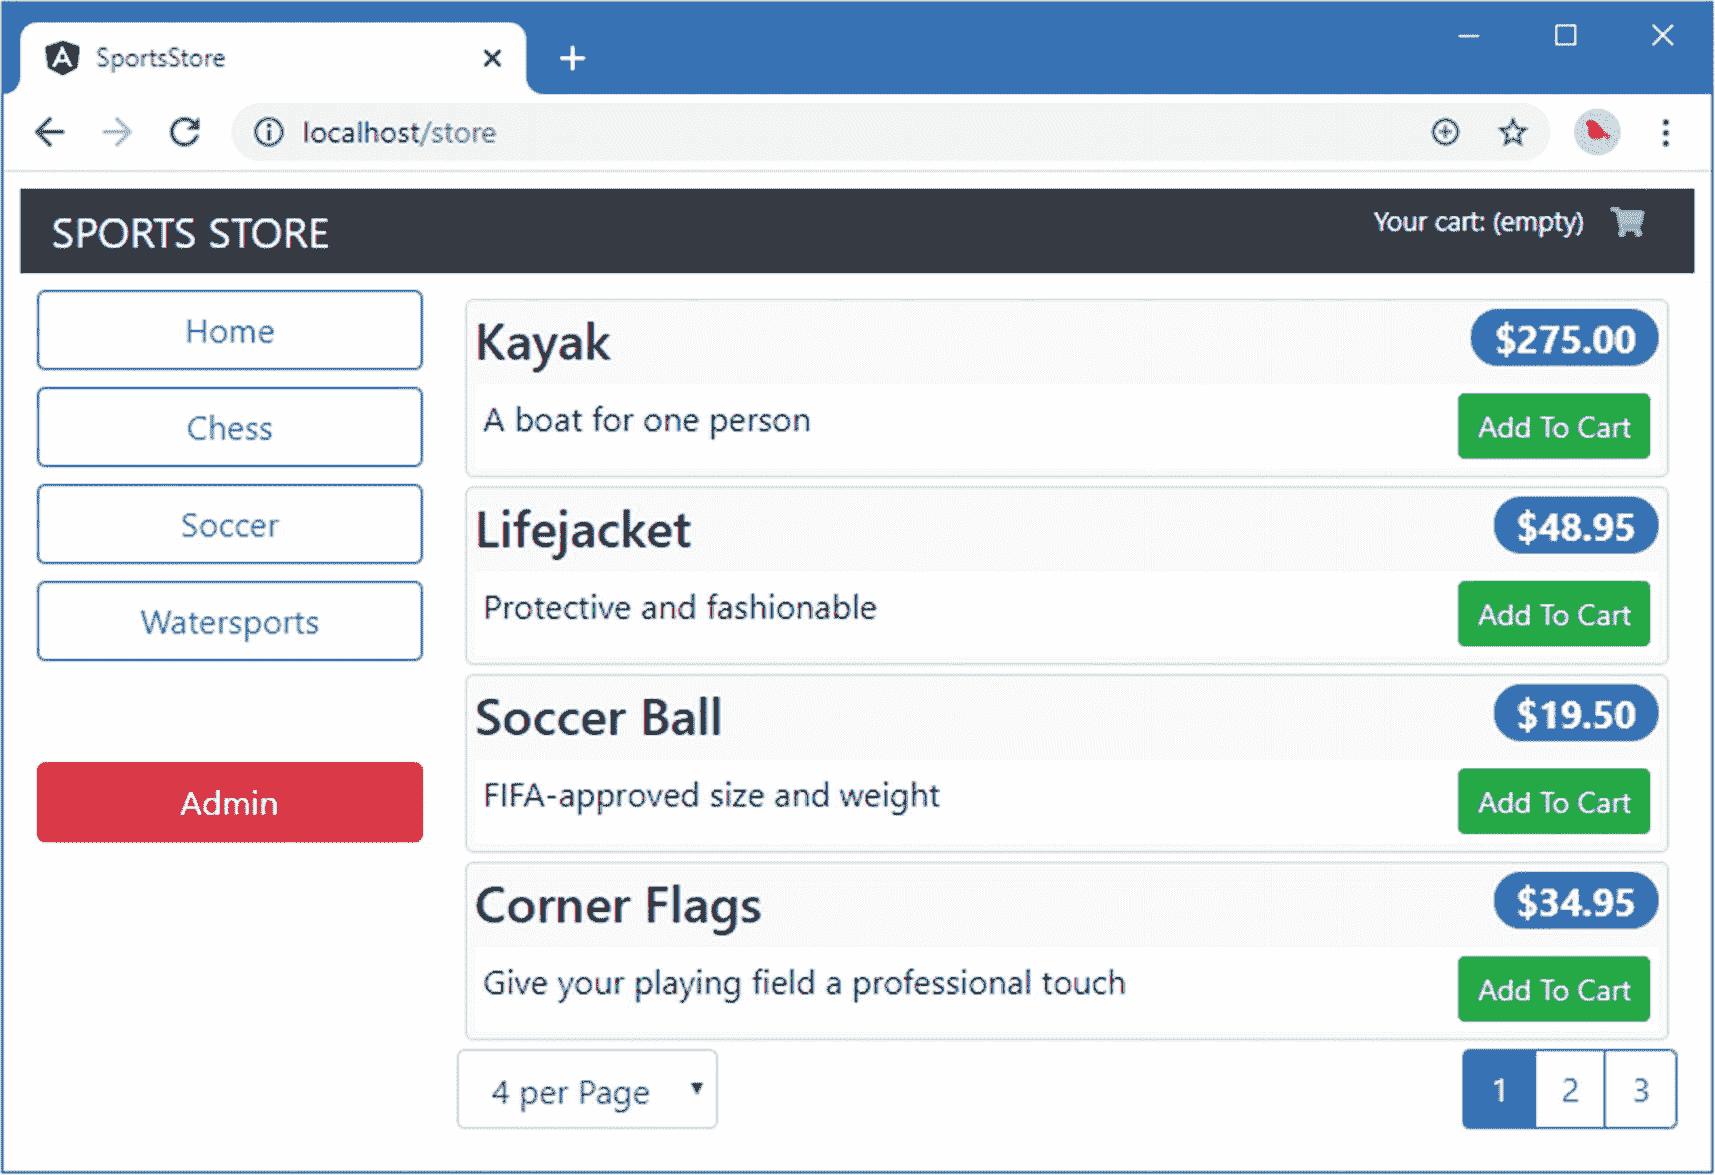 SportsStore
localhost/store
SPORTS STORE
Your cart: (empty)
Home
Chess
Soccer
Watersports
Admin
Kayak
$275.00
A boat for one person
Add To Cart
Lifejacket
$48.95
Protective and fashionable
Add To Cart
Soccer Ball
$19.50
FIFA-approved size and weight
Add To Cart
Corner Flags
$34.95
Give your playing field a professional touch
Add To Cart
4 per Page
1 2 3